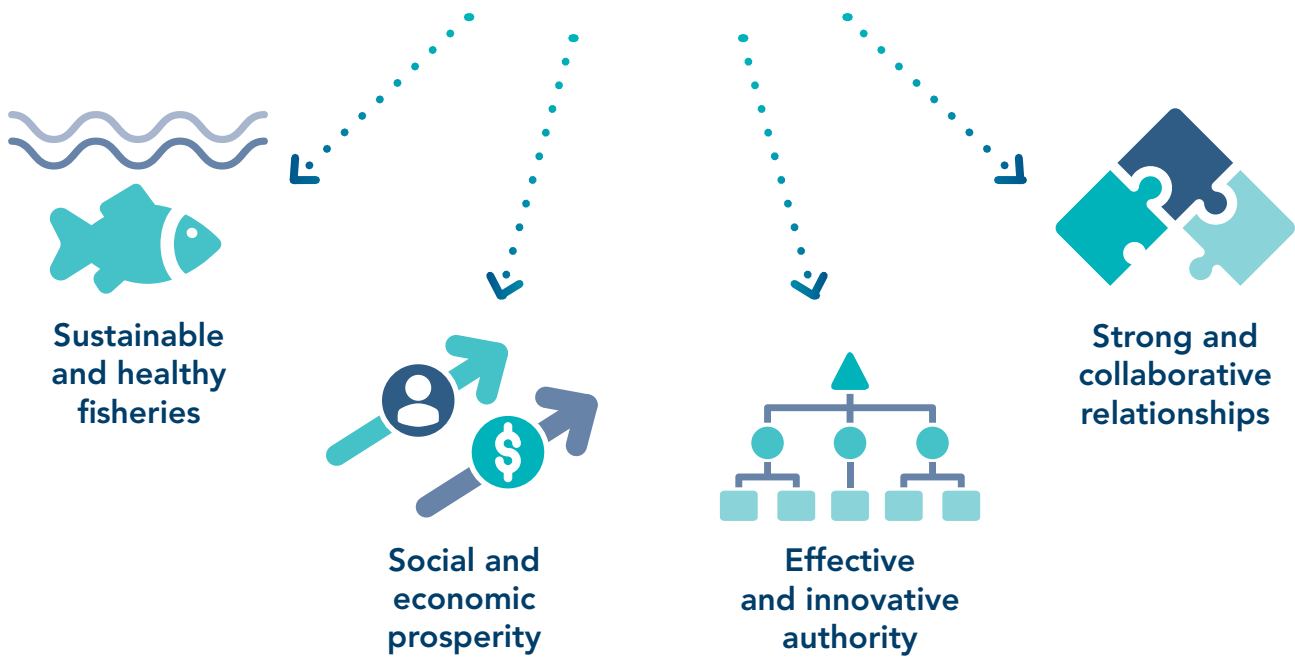 Sustainable
and healthy
fisheries
Social and
economic
prosperity
Effective
and innovative
authority
Strong and
collaborative
relationships
$